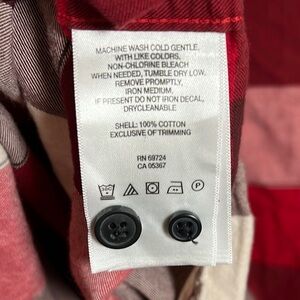 MACHINE WASH COLD GENTLE,
WITH LIKE COLORS,
NON-CHLORINE BLEACH
WHEN NEEDED, TUMBLE DRY LOW,
REMOVE PROMPTLY,
IRON MEDIUM,
IF PRESENT DO NOT IRON DECAL,
DRYCLEANABLE
SHELL: 100% COTTON
EXCLUSIVE OF TRIMMING
RN 69724
CA 05367